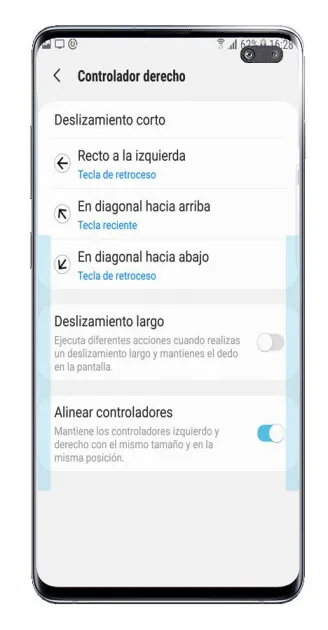 62% 16:28
Controlador derecho
Deslizamiento corto
Recto a la izquierda
Tecla de retroceso
En diagonal hacia arriba
Tecla reciente
En diagonal hacia abajo
Tecla de retroceso
Deslizamiento largo
Ejecuta diferentes acciones cuando realizas
un deslizamiento largo y mantienes el dedo
en la pantalla.
Alinear controladores
Mantiene los controladores izquierdo y
derecho con el mismo tamaño y en la
misma posición.